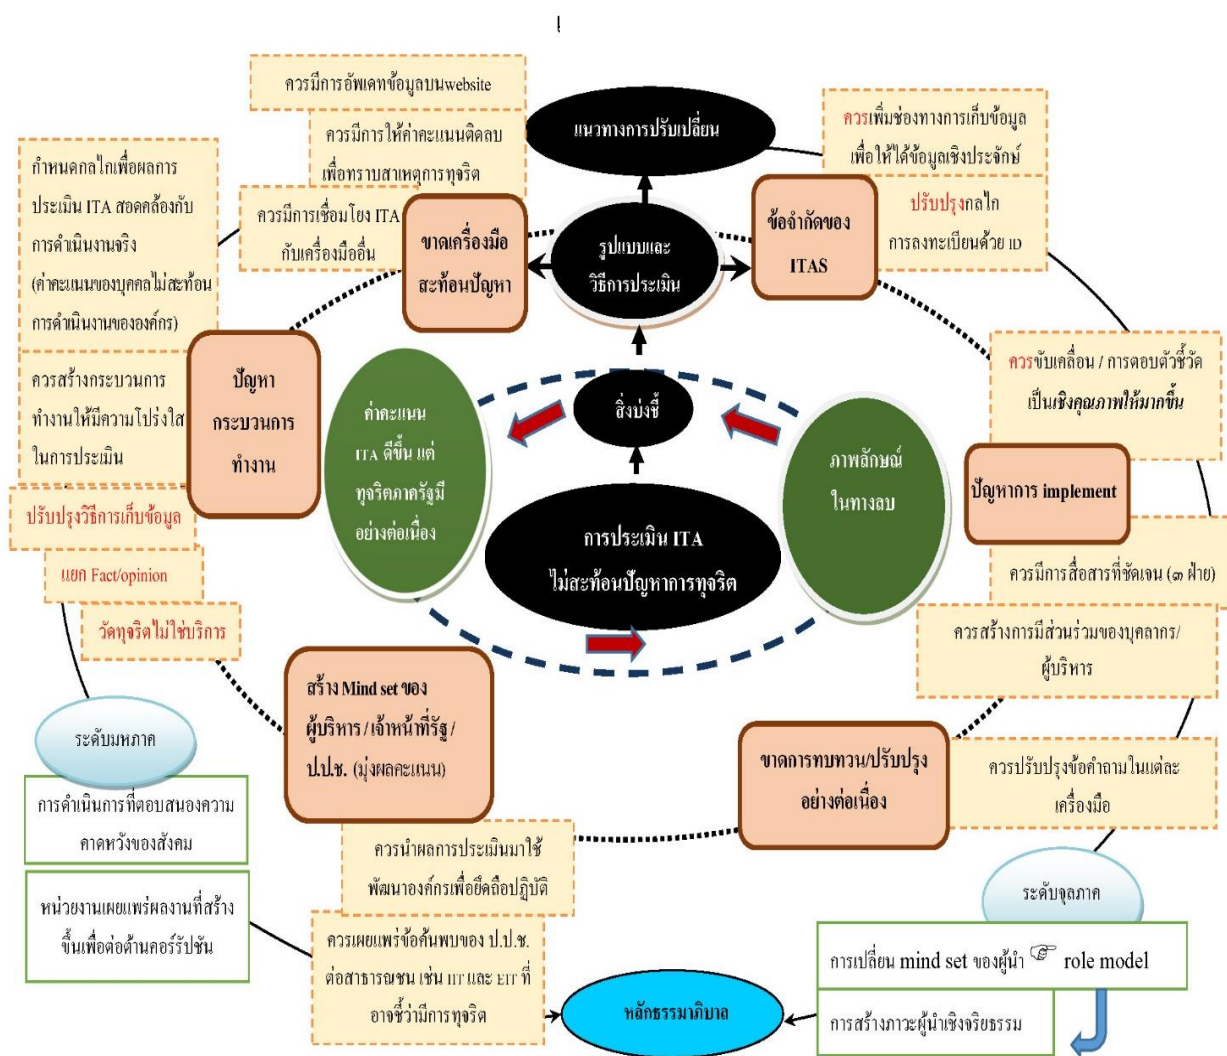 แนวทางการปรับเปลี่ยน
ควรมีการอัพเดทข้อมูลบนwebsite
ควรมีการให้ค่าคะแนนติดลบ
เพื่อทราบสาเหตุการทุจริต
ควรมีการเชื่อมโยง ITA
กับเครื่องมืออื่น
ควรเพิ่มช่องทางการเก็บข้อมูล
เพื่อให้ได้ข้อมูลเชิงประจักษ์
ปรับปรุงกลไก
การลงทะเบียนด้วย ID
กำหนดกลไกเพื่อผลการ
ประเมิน ITA สอดคล้องกับ
การดำเนินงานจริง
(ค่าคะแนนของบุคคลไม่สะท้อน
การดำเนินงานขององค์กร)
ขาดเครื่องมือ
สะท้อนปัญหา
รูปแบบและ
วิธีการประเมิน
ข้อจำกัดของ
ITAS
ควรสร้างกระบวนการ
ทำงานให้มีความโปร่งใส
ในการประเมิน
ปัญหา
กระบวนการ
ทำงาน
ค่าคะแนน
ITA ดีขึ้น แต่
ทุจริตภาครัฐมี
อย่างต่อเนื่อง
สิ่งบ่งชี้
ภาพลักษณ์
ในทางลบ
ควรขับเคลื่อน / การตอบตัวชี้วัด
เป็นเชิงคุณภาพให้มากขึ้น
ปัญหาการ implement
การประเมิน ITA
ไม่สะท้อนปัญหาการทุจริต
ปรับปรุงวิธีการเก็บข้อมูล
แยก Fact/opinion
วัดทุจริตไม่ใช่บริการ
ควรมีการสื่อสารที่ชัดเจน (๓ ฝ่าย)
ควรสร้างการมีส่วนร่วมของบุคลากร/
ผู้บริหาร
สร้าง Mind set ของ
ผู้บริหาร / เจ้าหน้าที่รัฐ /
ป.ป.ช. (มุ่งผลคะแนน)
ขาดการทบทวน/ปรับปรุง
อย่างต่อเนื่อง
ควรปรับปรุงข้อคำถามในแต่ละ
เครื่องมือ
ระดับมหภาค
การดำเนินการที่ตอบสนองความ
คาดหวังของสังคม
หน่วยงานเผยแพร่ผลงานที่สร้าง
ขึ้นเพื่อต่อต้านคอร์รัปชัน
ควรนำผลการประเมินมาใช้
พัฒนาองค์กรเพื่อยึดถือปฏิบัติ
ควรเผยแพร่ข้อค้นพบของ ป.ป.ช.
ต่อสาธารณชน เช่น IIT และ EIT ที่
อาจชี้ว่ามีการทุจริต
หลักธรรมาภิบาล
ระดับจุลภาค
การเปลี่ยน mind set ของผู้นำ ☞ role model
การสร้างภาวะผู้นำเชิงจริยธรรม